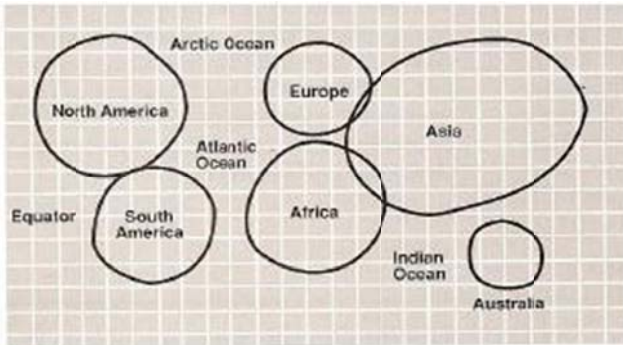 Arctic Ocean
Europe
North America
Asia
Atlantic
Ocean
Equator
South
America
Africa
Indian
Ocean
Australia